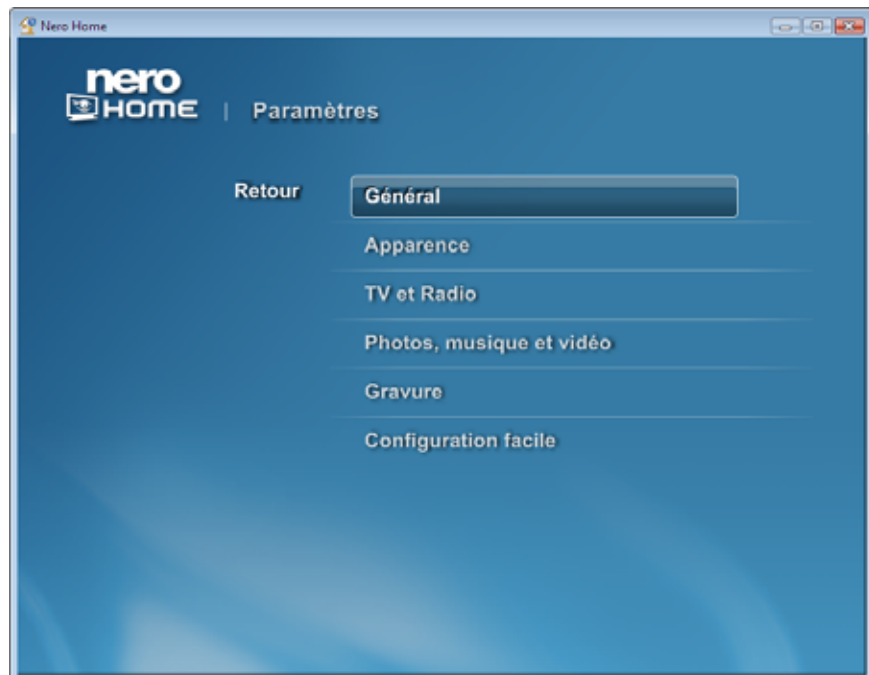 Nero Home
nero
HOME | Paramètres
Retour
Général
Apparence
TV et Radio
Photos, musique et vidéo
Gravure
Configuration facile